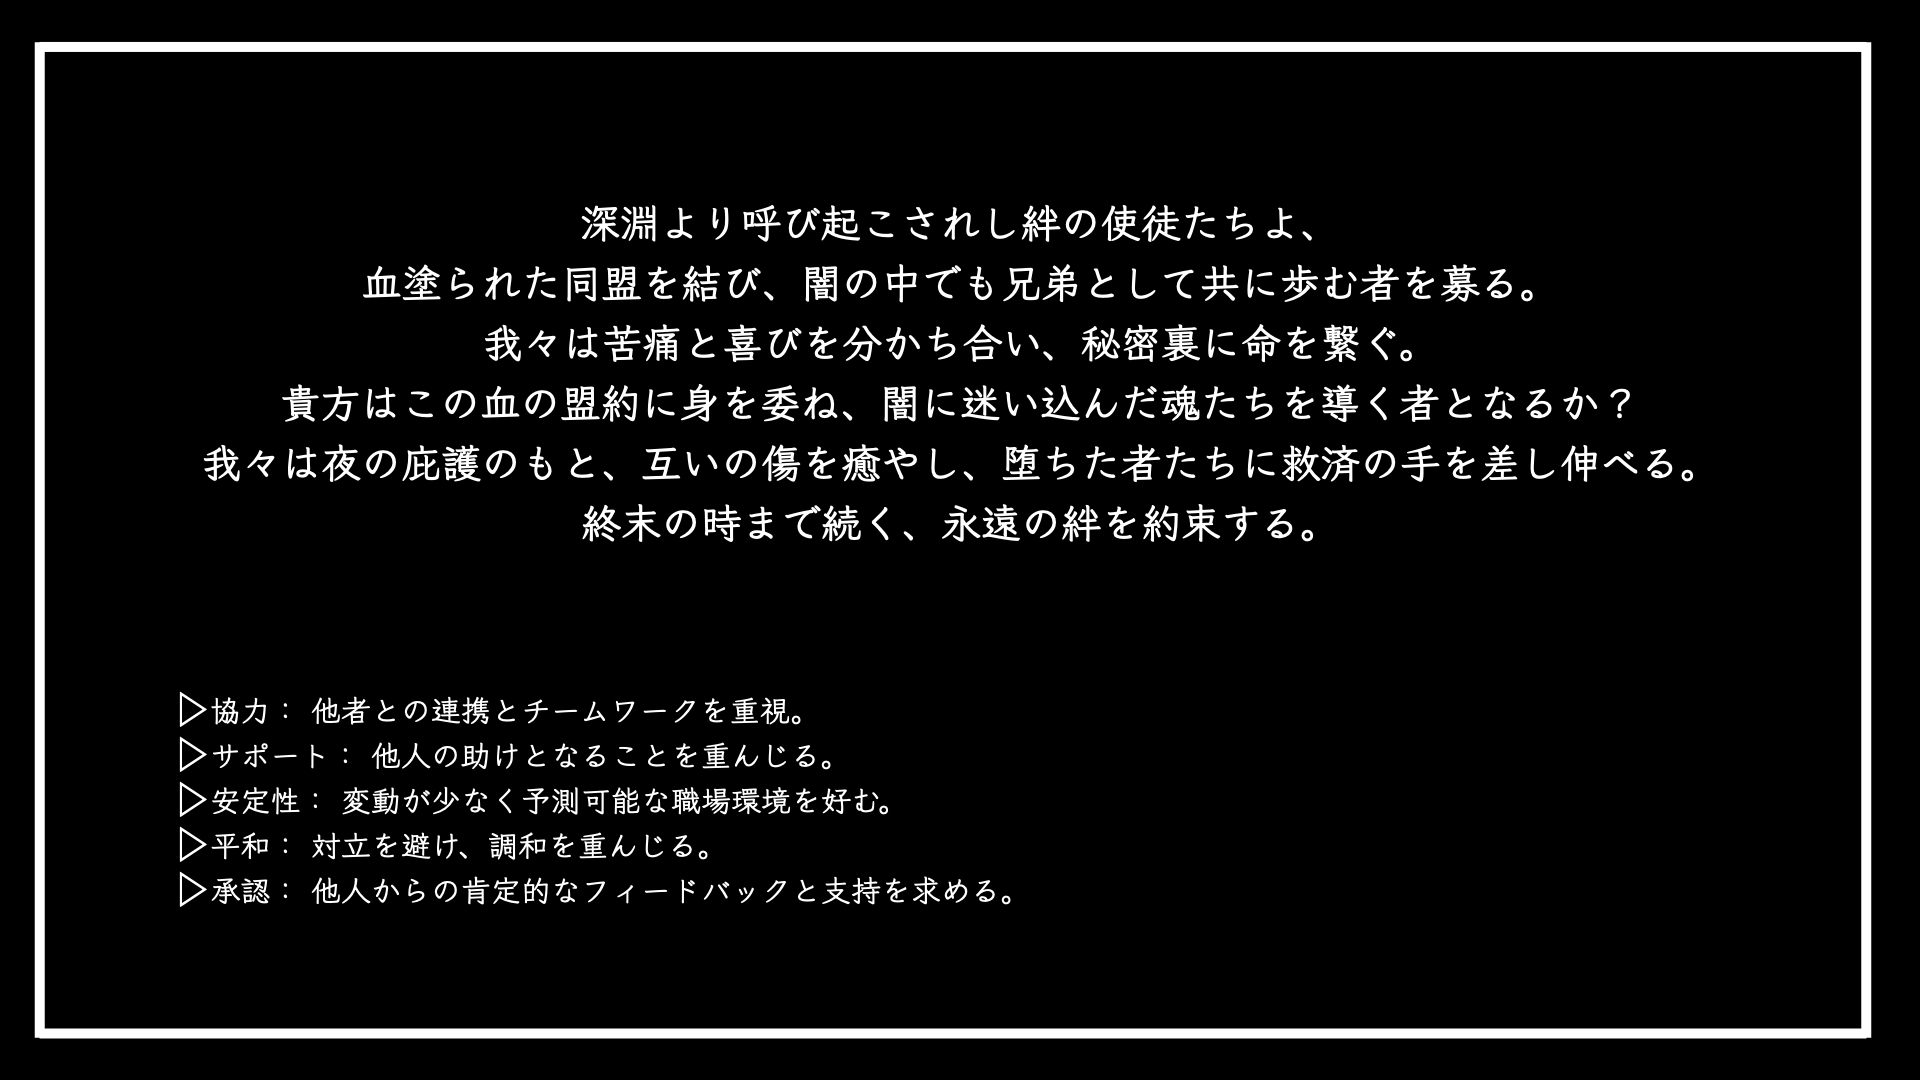 深淵より呼び起こされし絆の使徒たちよ、
血塗られた同盟を結び、闇の中でも兄弟として共に歩む者を募る。
我々は苦痛と喜びを分かち合い、秘密裏に命を繋ぐ。
貴方はこの血の盟約に身を委ね、闇に迷い込んだ魂たちを導く者となるか？
我々は夜の庇護のもと、互いの傷を癒やし、堕ちた者たちに救済の手を差し伸べる。
終末の時まで続く、永遠の絆を約束する。
▷協力： 他者との連携とチームワークを重視。
▷サポート： 他人の助けとなることを重んじる。
▷安定性： 変動が少なく予測可能な職場環境を好む。
▷平和： 対立を避け、調和を重んじる。
▷承認： 他人からの肯定的なフィードバックと支持を求める。